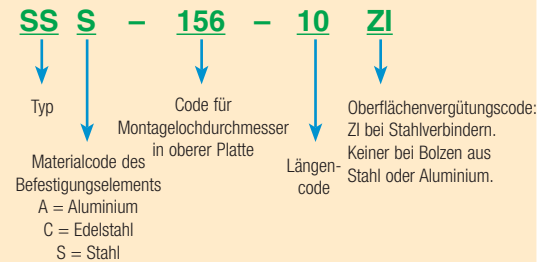 SS S – 156 – 10 ZI
Typ
Materialcode des
Befestigungselements
A = Aluminium
C = Edelstahl
S = Stahl
Code für
Montagelochdurchmesser
in oberer Platte
Längen-
code
Oberflächenvergütungscode:
ZI bei Stahlverbindern.
Keiner bei Bolzen aus
Stahl oder Aluminium.